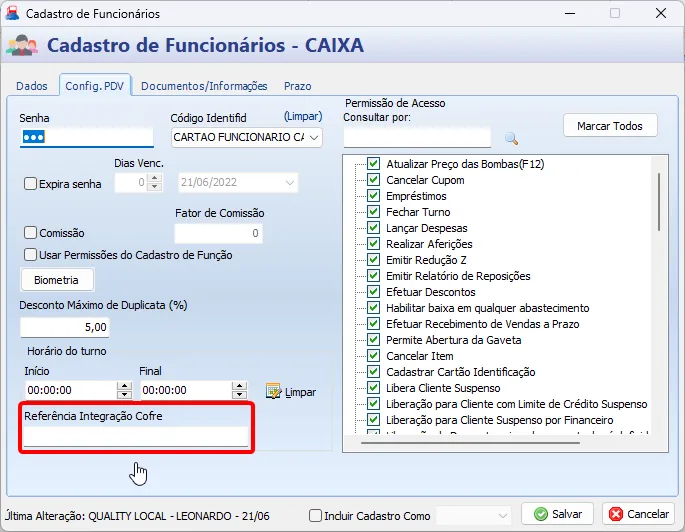 Cadastro de Funcionários
Cadastro de Funcionários - CAIXA
Dados Config.PDV Documentos/Informações Prazo
Senha
Código Identifid (Limpar)
CARTAO FUNCIONARIO CA
Dias Venc.
Expira senha 0 21/06/2022
Fator de Comissão
Comissão 0
Usar Permissões do Cadastro de Função
Biometria
Desconto Máximo de Duplicata (%)
5,00
Horário do turno
Início Final
00:00:00 00:00:00 Limpar
Referência Integração Cofre
Permissão de Acesso
Consultar por:
Marcar Todos
Atualizar Preço das Bombas(F12)
Cancelar Cupom
Empréstimos
Fechar Turno
Lançar Despesas
Realizar Aferições
Emitir Redução Z
Emitir Relatório de Reposições
Efetuar Descontos
Habilitar baixa em qualquer abastecimento
Efetuar Recebimento de Vendas a Prazo
Permite Abertura da Gaveta
Cancelar Item
Cadastrar Cartão Identificação
Libera Cliente Suspenso
Liberação para Cliente com Limite de Crédito Suspenso
Liberação para Cliente Suspenso por Financeiro
Última Alteração: QUALITY LOCAL - LEONARDO - 21/06
Incluir Cadastro Como
Salvar
Cancelar